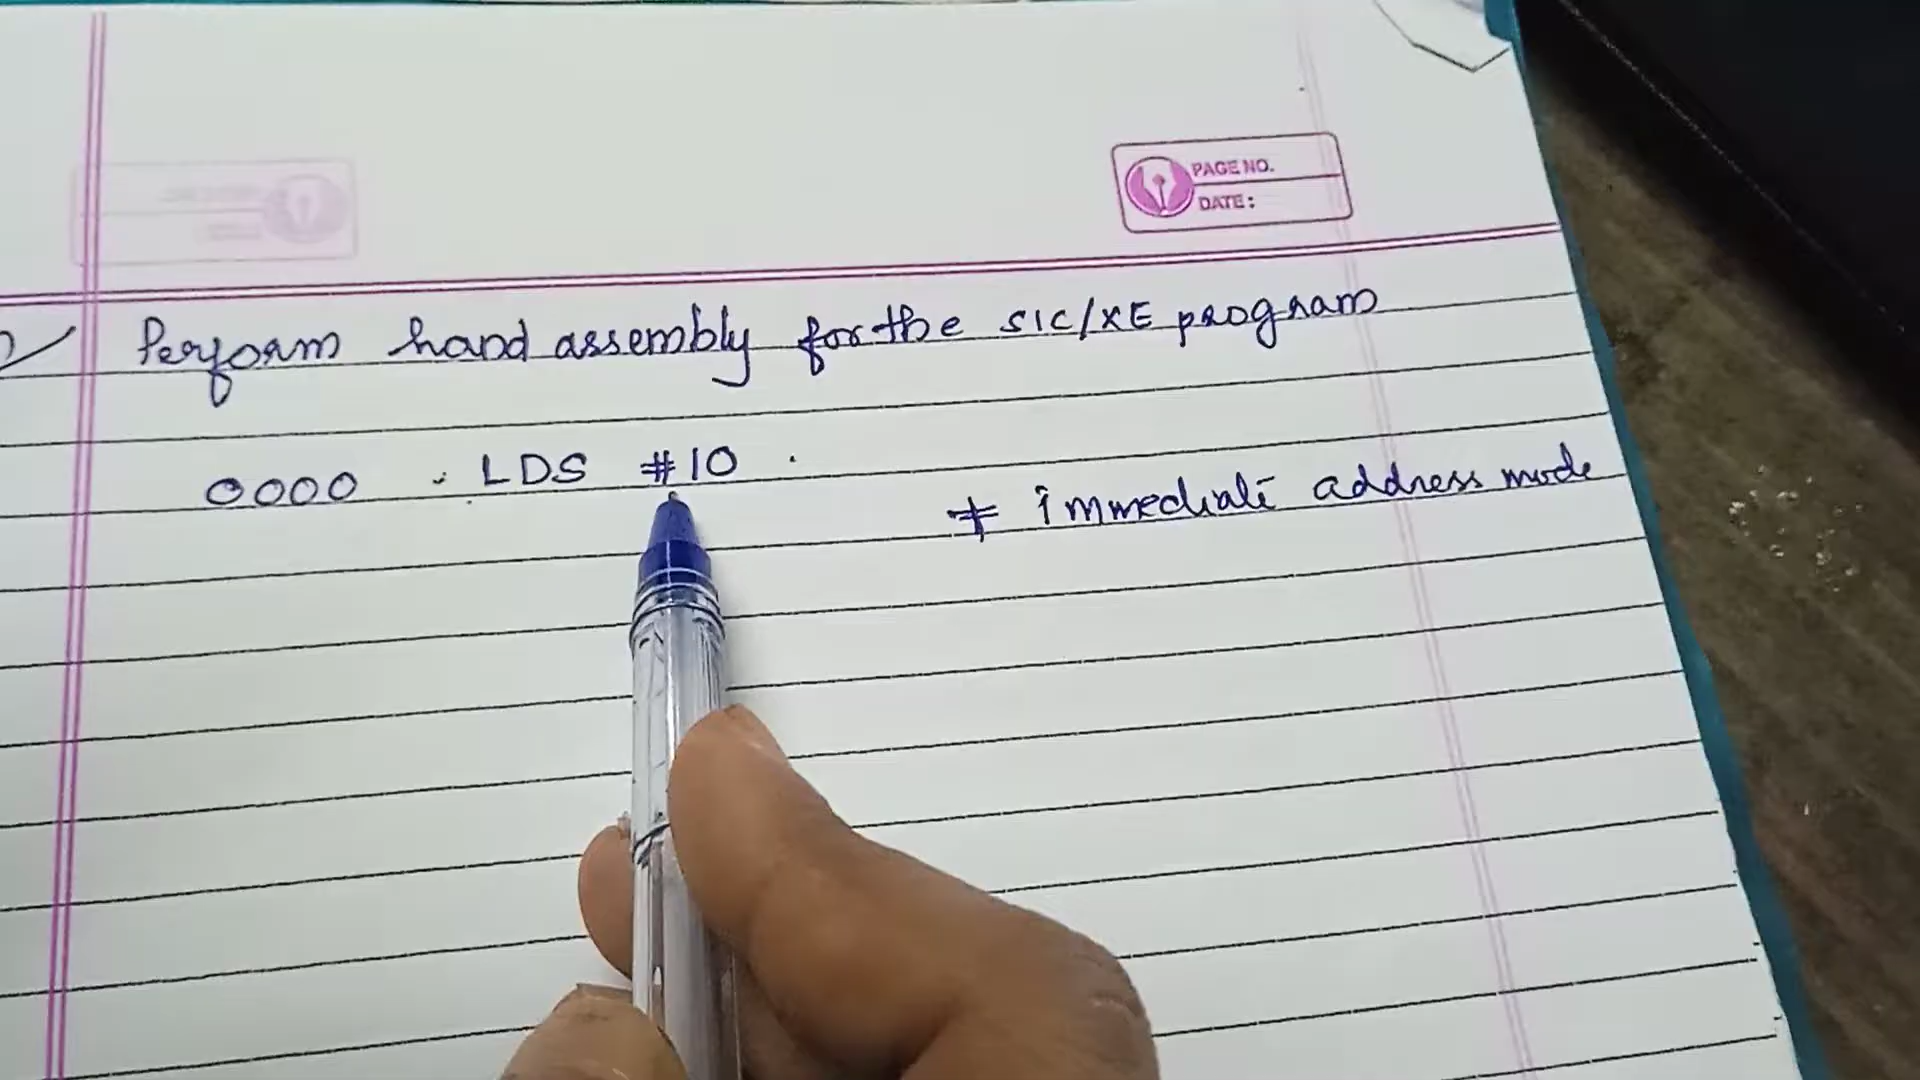 PAGE NO.
DATE:
Perform hand assembly for the SIC/XE program
0000 LDS #10
# immediate address mode